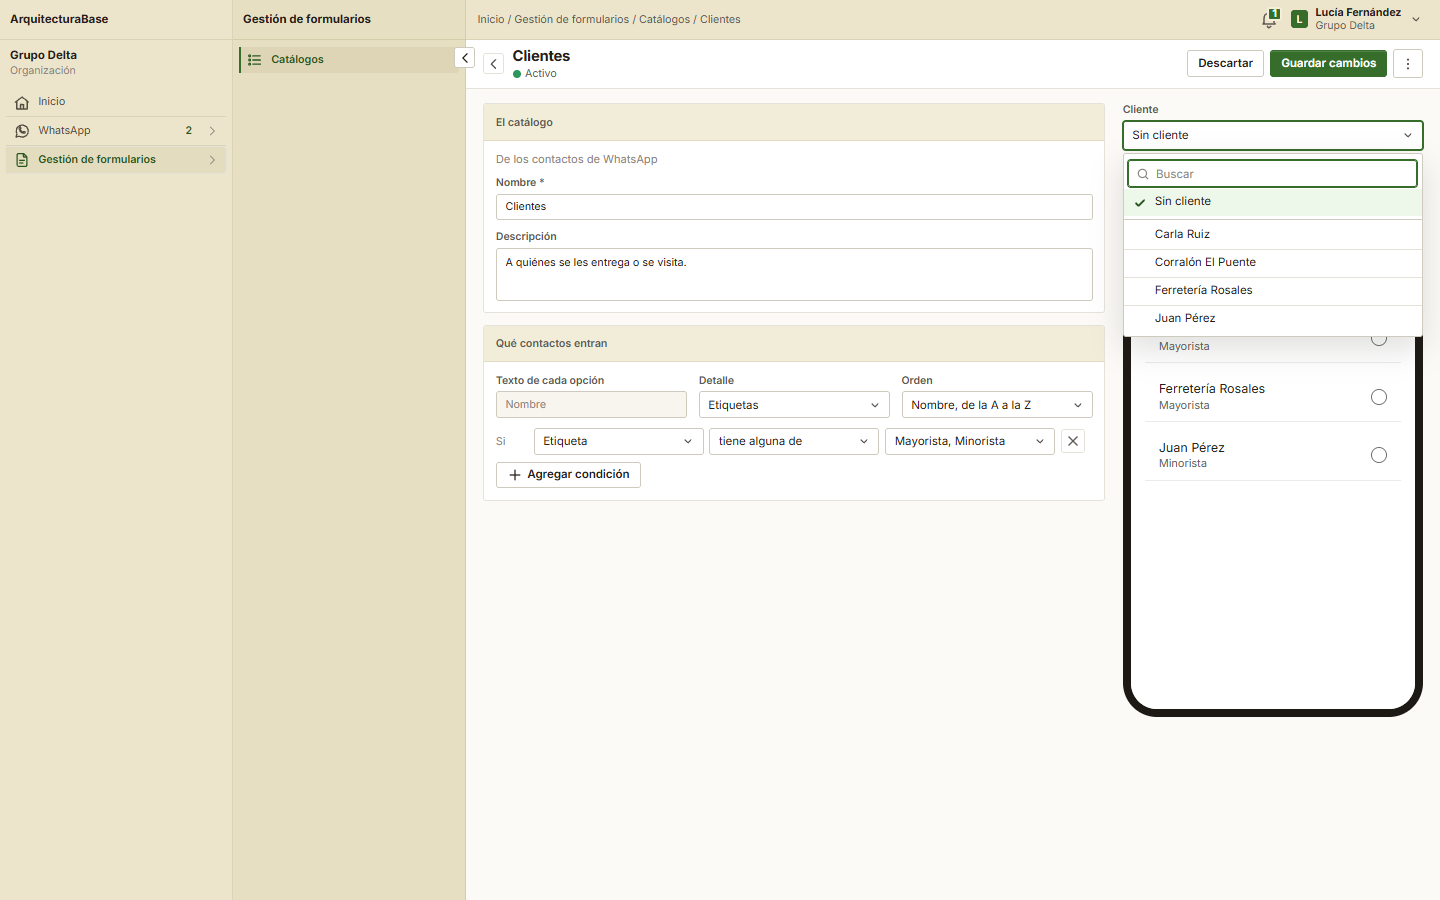 ArquitecturaBase
Gestión de formularios
Inicio / Gestión de formularios / Catálogos / Clientes
1
L
Lucía Fernández
Grupo Delta
Grupo Delta
Organización
Inicio
WhatsApp 2
Gestión de formularios
Catálogos
Clientes
Activo
Descartar
Guardar cambios
El catálogo
De los contactos de WhatsApp
Nombre *
Clientes
Descripción
A quiénes se les entrega o se visita.
Qué contactos entran
Texto de cada opción
Detalle
Orden
Nombre
Etiquetas
Nombre, de la A a la Z
Si
Etiqueta
tiene alguna de
Mayorista, Minorista
Agregar condición
Cliente
Sin cliente
Buscar
Sin cliente
Carla Ruiz
Corralón El Puente
Ferretería Rosales
Juan Pérez
Mayorista
Ferretería Rosales
Mayorista
Juan Pérez
Minorista